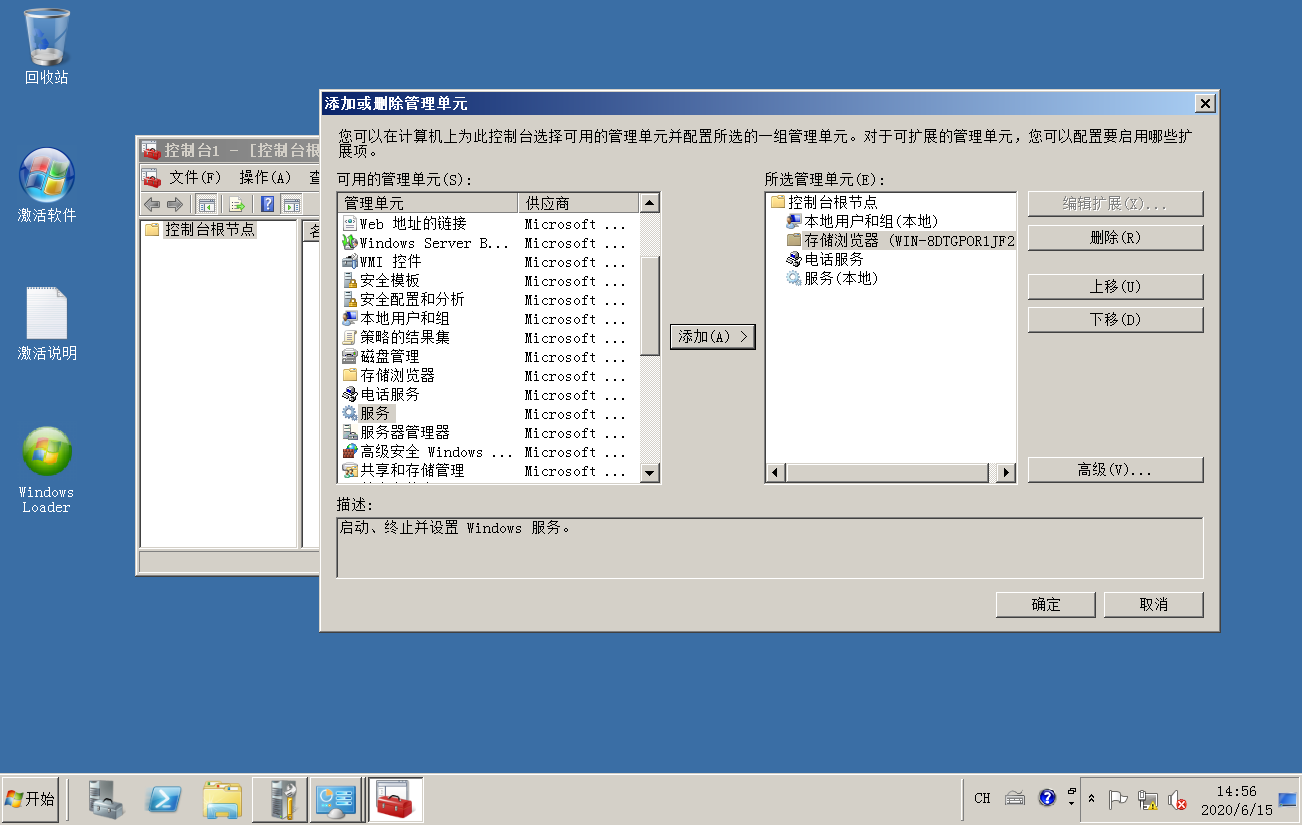 回收站
激活软件
激活说明
Windows
Loader
控制台1 - [控制台根
文件(F) 操作(A) 查
控制台根节点
名
添加或删除管理单元
您可以在计算机上为此控制台选择可用的管理单元并配置所选的一组管理单元。对于可扩展的管理单元，您可以配置要启用哪些扩
展项。
可用的管理单元(S):
管理单元 供应商
Web 地址的链接 Microsoft ...
Windows Server B... Microsoft ...
WMI 控件 Microsoft ...
安全模板 Microsoft ...
安全配置和分析 Microsoft ...
本地用户和组 Microsoft ...
策略的结果集 Microsoft ...
磁盘管理 Microsoft ...
存储浏览器 Microsoft ...
电话服务 Microsoft ...
服务 Microsoft ...
服务器管理器 Microsoft ...
高级安全 Windows ... Microsoft ...
共享和存储管理 Microsoft ...
添加(A) >
所选管理单元(E):
控制台根节点
本地用户和组(本地)
存储浏览器 (WIN-8DTGPOR1JF2
电话服务
服务(本地)
编辑扩展(X)...
删除(R)
上移(U)
下移(D)
高级(V)...
描述:
启动、终止并设置 Windows 服务。
确定 取消
开始
CH
14:56
2020/6/15